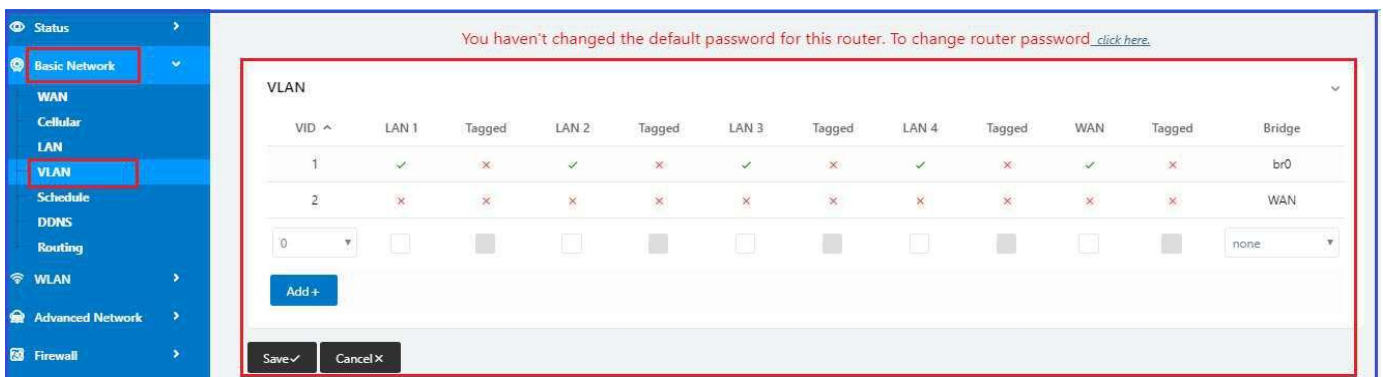 Status
You haven't changed the default password for this router. To change router password click here.
Basic Network
WAN
Cellular
LAN
VLAN
Schedule
DDNS
Routing
WLAN
Advanced Network
Firewall
VLAN
VID LAN 1 Tagged LAN 2 Tagged LAN 3 Tagged LAN 4 Tagged WAN Tagged Bridge
1 ✓ × ✓ × ✓ × ✓ × ✓ × br0
2 × × × × × × × × × × WAN
0 none
Add +
Save✓ Cancel×